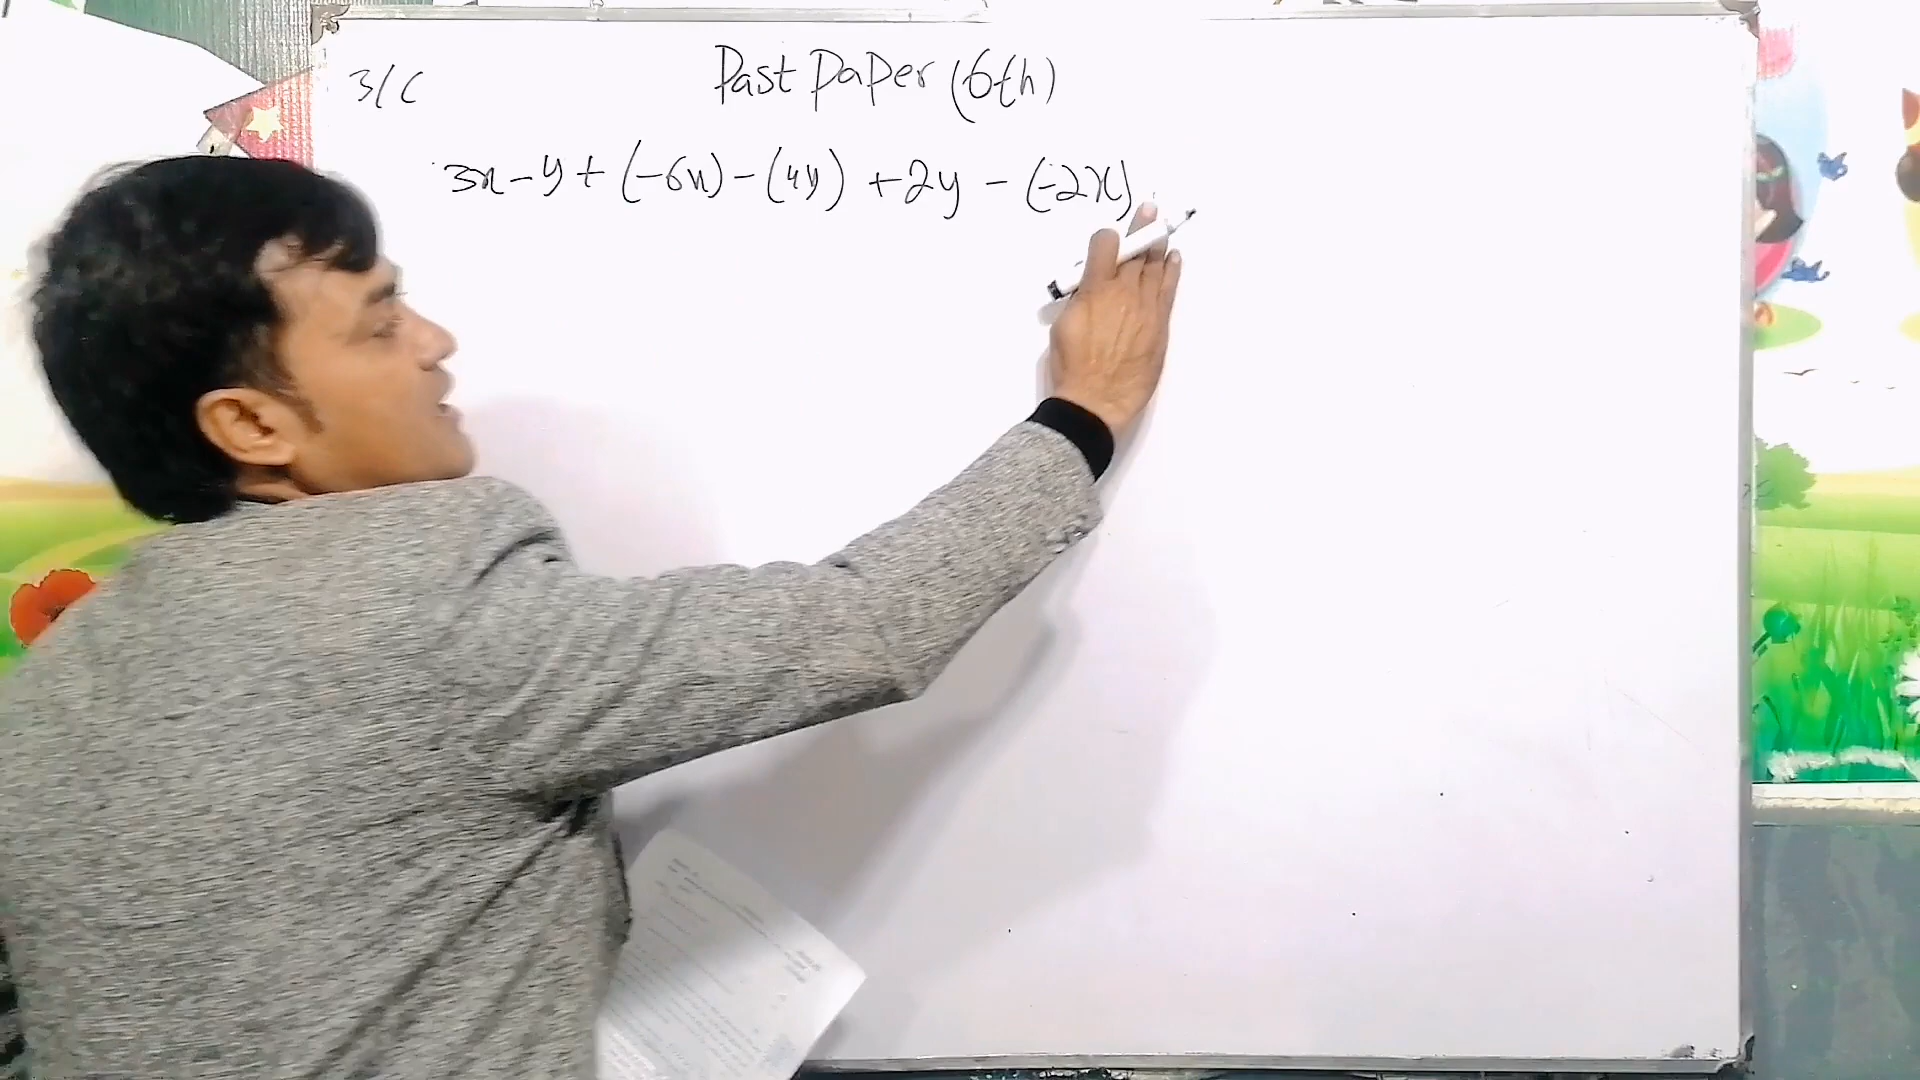 3/C
Past Paper (6th)
3x - y + (-6x) - (4y) + 2y - (-2x)